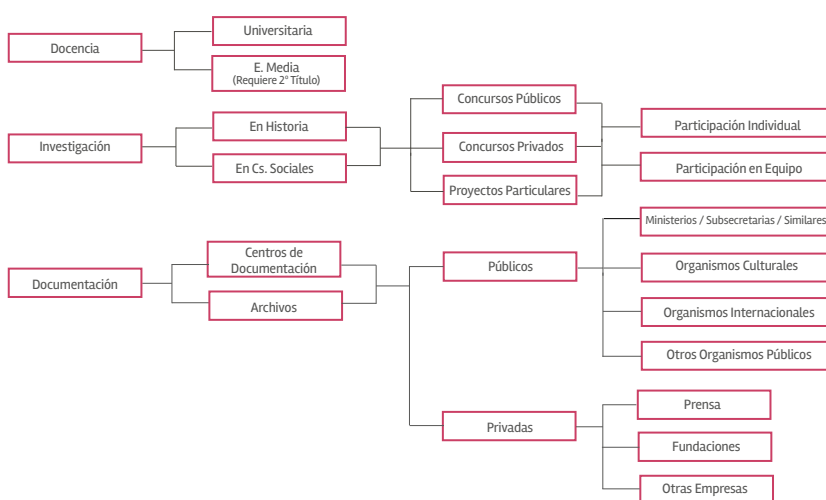 Docencia
Universitaria
E. Media
(Requiere 2° Título)
Investigación
En Historia
En Cs. Sociales
Concursos Públicos
Concursos Privados
Proyectos Particulares
Participación Individual
Participación en Equipo
Documentación
Centros de
Documentación
Archivos
Públicos
Ministerios / Subsecretarias / Similares
Organismos Culturales
Organismos Internacionales
Otros Organismos Públicos
Privadas
Prensa
Fundaciones
Otras Empresas